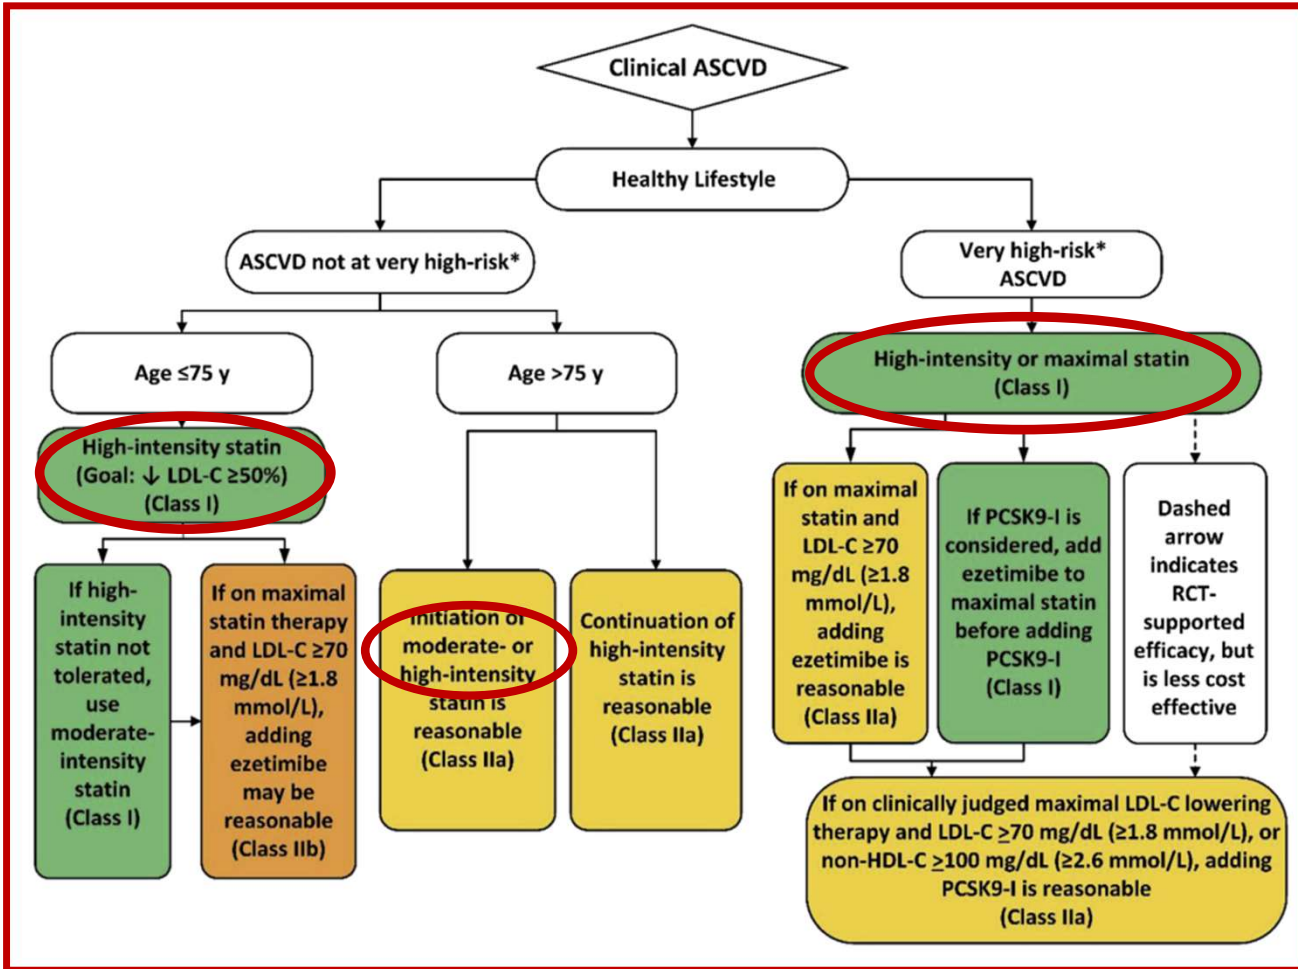 Clinical ASCVD
Healthy Lifestyle
ASCVD not at very high-risk*
Very high-risk*
ASCVD
Age ≤75 y
Age >75 y
High-intensity or maximal statin
(Class I)
High-intensity statin
(Goal: ↓ LDL-C ≥50%)
(Class I)
If high-
intensity
statin not
tolerated,
use
moderate-
intensity
statin
(Class I)
If on maximal
statin therapy
and LDL-C ≥70
mg/dL (≥1.8
mmol/L),
adding
ezetimibe
may be
reasonable
(Class IIb)
Initiation of
moderate- or
high-intensity
statin is
reasonable
(Class IIa)
Continuation of
high-intensity
statin is
reasonable
(Class IIa)
If on maximal
statin and
LDL-C ≥70
mg/dL (≥1.8
mmol/L),
adding
ezetimibe is
reasonable
(Class IIa)
If PCSK9-I is
considered, add
ezetimibe to
maximal statin
before adding
PCSK9-I
(Class I)
Dashed
arrow
indicates
RCT-
supported
efficacy, but
is less cost
effective
If on clinically judged maximal LDL-C lowering
therapy and LDL-C ≥70 mg/dL (≥1.8 mmol/L), or
non-HDL-C ≥100 mg/dL (≥2.6 mmol/L), adding
PCSK9-I is reasonable
(Class IIa)